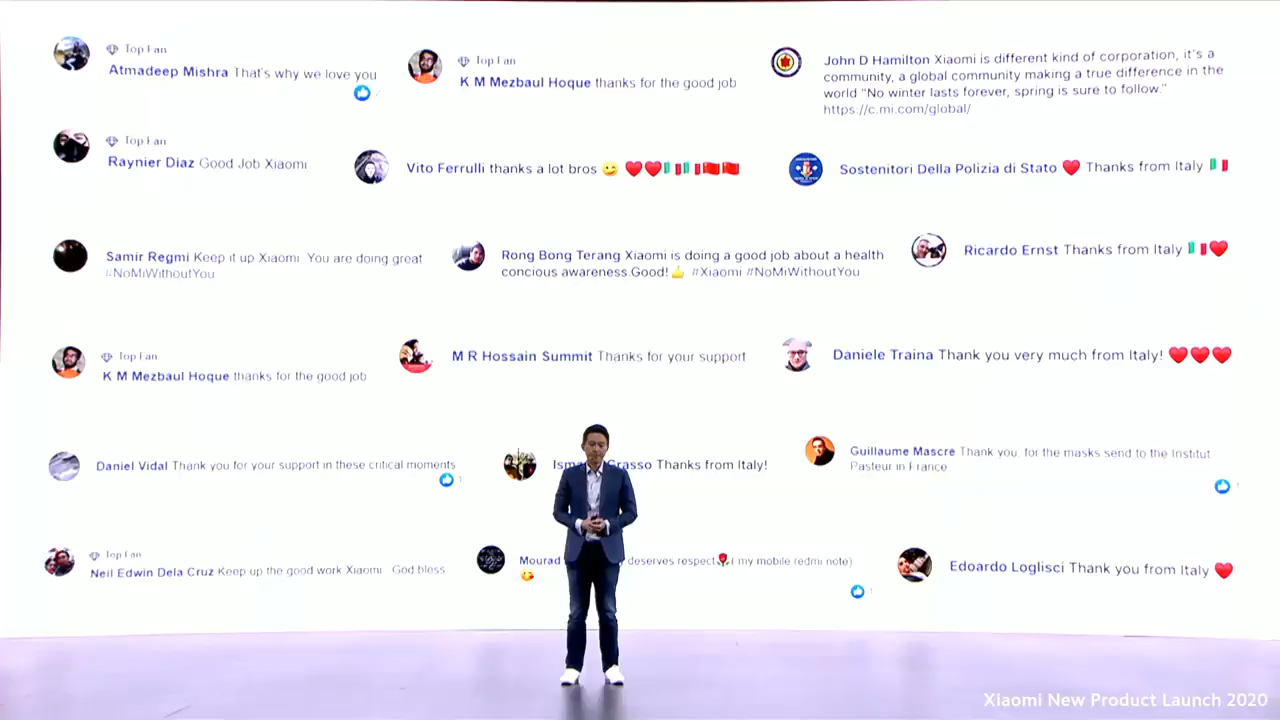 Top Fan
Atmadeep Mishra That's why we love you
Top Fan
K M Mezbaul Hoque thanks for the good job
John D Hamilton Xiaomi is different kind of corporation, it's a
community, a global community making a true difference in the
world "No winter lasts forever, spring is sure to follow."
https://c.mi.com/global/
Top Fan
Raynier Diaz Good Job Xiaomi
Vito Ferrulli thanks a lot bros 😜 ❤️❤️🇮🇹🇮🇹🇨🇳🇨🇳
Sostenitori Della Polizia di Stato ❤️ Thanks from Italy 🇮🇹
Samir Regmi Keep it up Xiaomi You are doing great
#NoMiWithoutYou
Rong Bong Terang Xiaomi is doing a good job about a health
concious awareness.Good!👍 #Xiaomi #NoMiWithoutYou
Ricardo Ernst Thanks from Italy 🇮🇹❤️
Top Fan
K M Mezbaul Hoque thanks for the good job
M R Hossain Summit Thanks for your support
Daniele Traina Thank you very much from Italy! ❤️❤️❤️
Daniel Vidal Thank you for your support in these critical moments
1
Grasso Thanks from Italy!
Guillaume Mascré Thank you, for the masks send to the Institut
Pasteur in France
1
Top Fan
Neil Edwin Dela Cruz Keep up the good work Xiaomi. God bless
Mourad deserves respect🌹( my mobile redmi note)
😘
1
Edoardo Loglisci Thank you from Italy ❤️
Xiaomi New Product Launch 2020